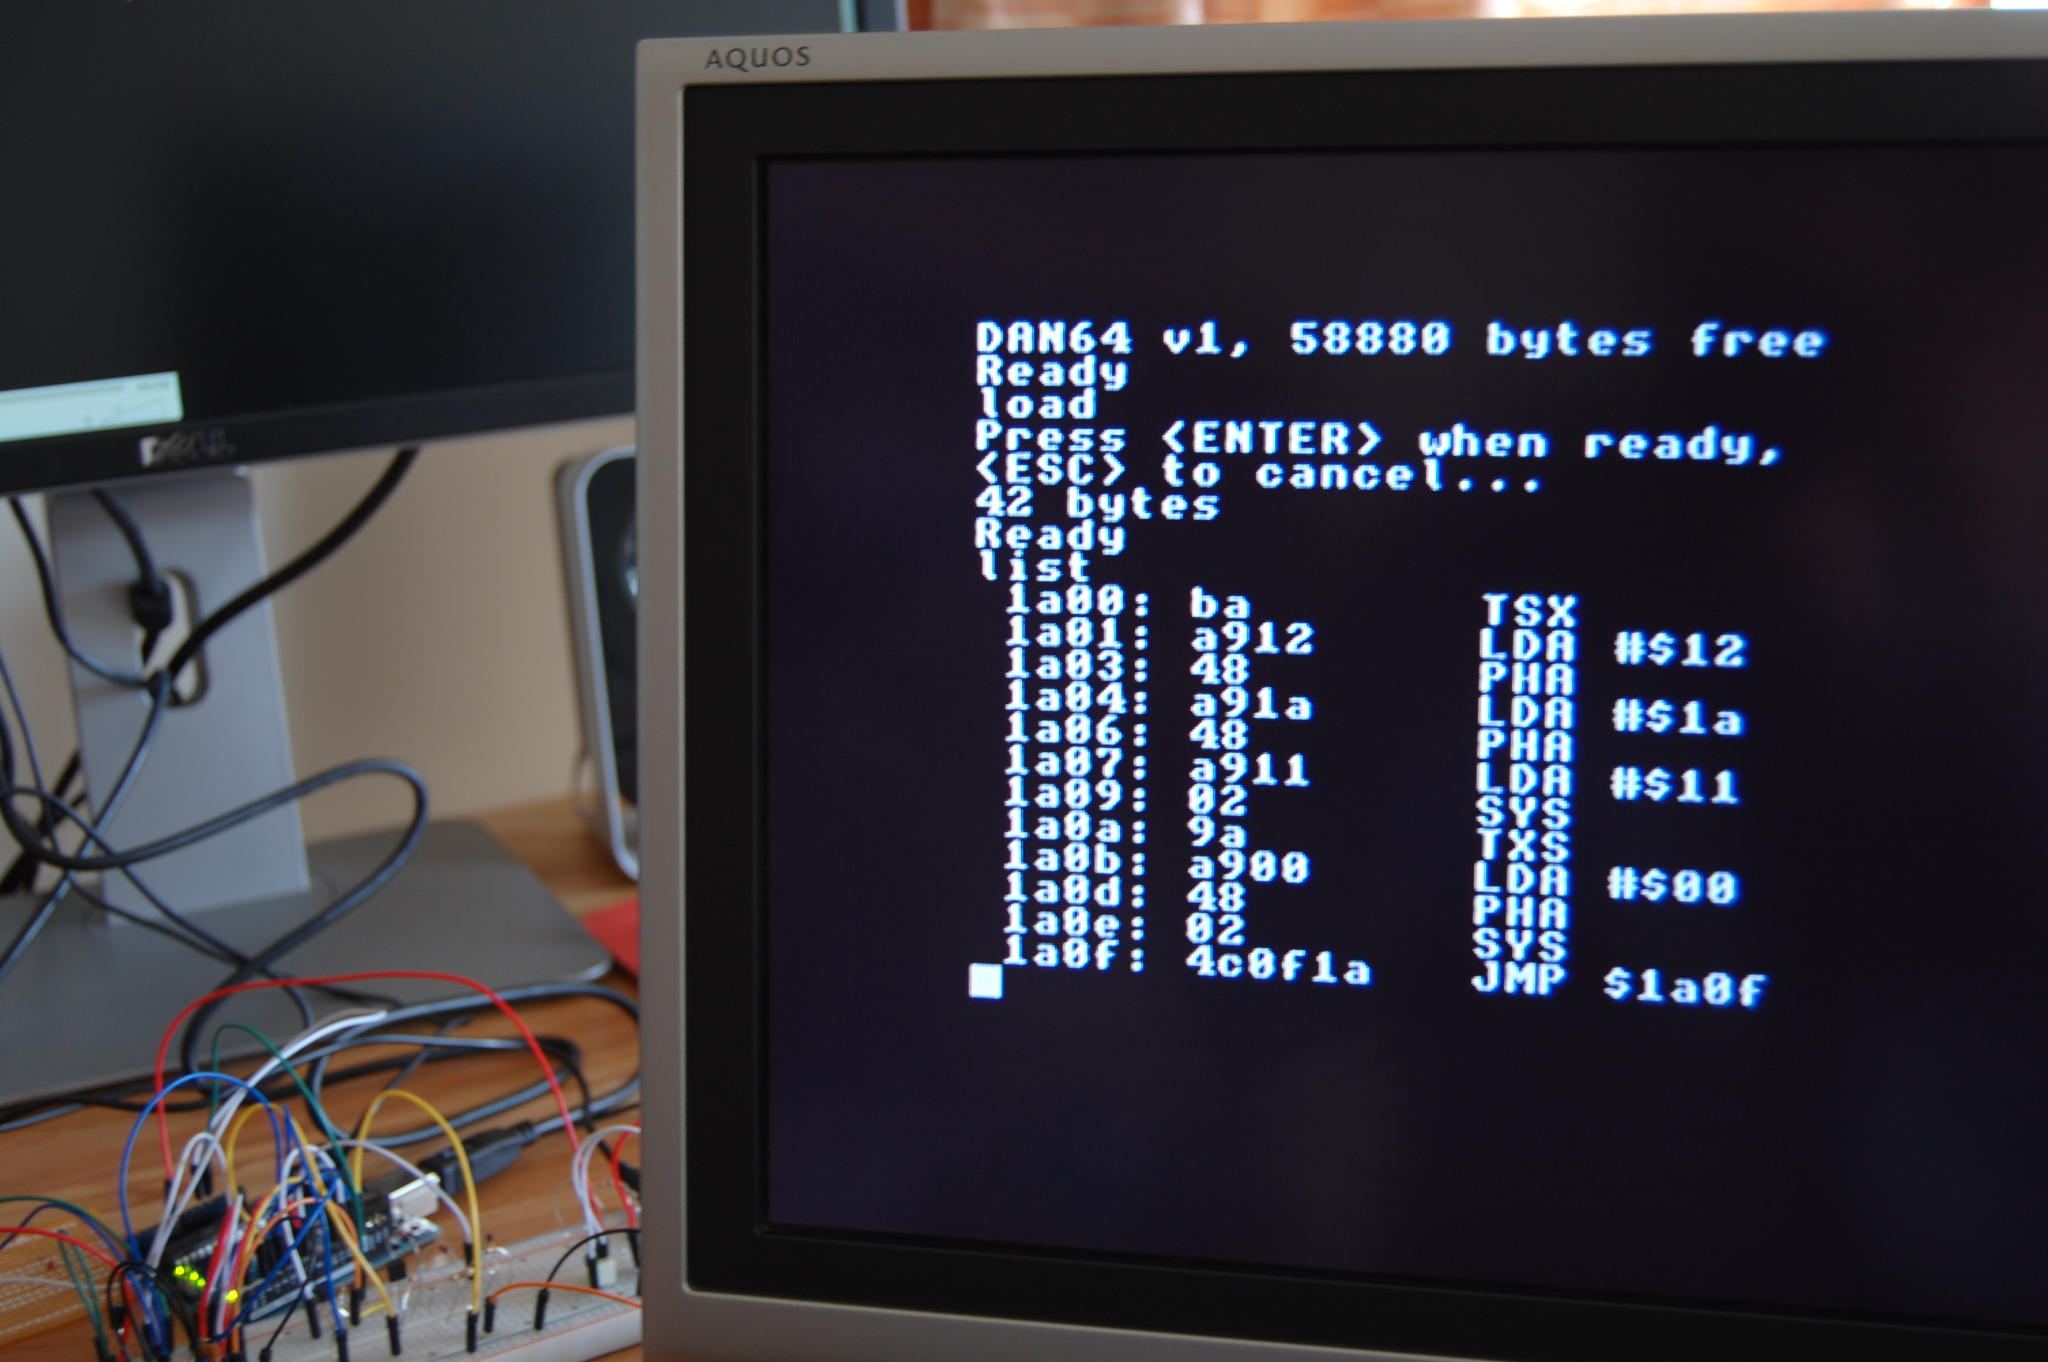 AQUOS
DAN64 v1, 58880 bytes free
Ready
load
Press <ENTER> when ready,
<ESC> to cancel...
42 bytes
Ready
list
1a00: ba TSX
1a01: a912 LDA #$12
1a03: 48 PHA
1a04: a91a LDA #$1a
1a06: 48 PHA
1a07: a911 LDA #$11
1a09: 02 SYS
1a0a: 9a TXS
1a0b: a900 LDA #$00
1a0d: 48 PHA
1a0e: 02 SYS
1a0f: 4c0f1a JMP $1a0f